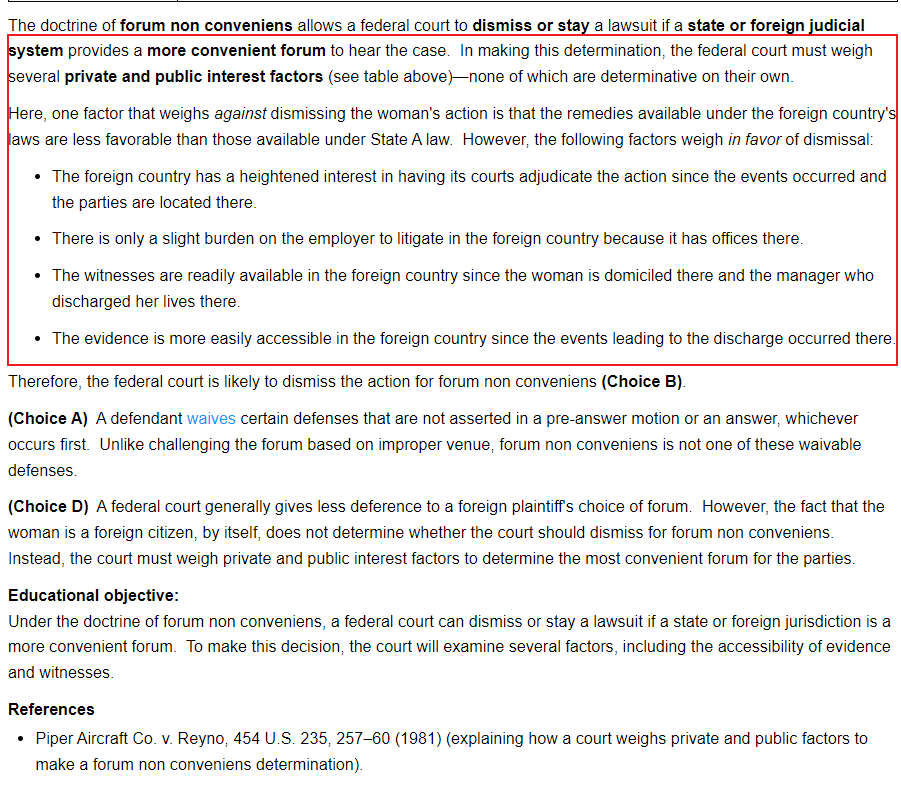 The doctrine of forum non conveniens allows a federal court to dismiss or stay a lawsuit if a state or foreign judicial
system provides a more convenient forum to hear the case.  In making this determination, the federal court must weigh
several private and public interest factors (see table above)—none of which are determinative on their own.
Here, one factor that weighs against dismissing the woman's action is that the remedies available under the foreign country's
laws are less favorable than those available under State A law.  However, the following factors weigh in favor of dismissal:
• The foreign country has a heightened interest in having its courts adjudicate the action since the events occurred and
the parties are located there.
• There is only a slight burden on the employer to litigate in the foreign country because it has offices there.
• The witnesses are readily available in the foreign country since the woman is domiciled there and the manager who
discharged her lives there.
• The evidence is more easily accessible in the foreign country since the events leading to the discharge occurred there.
Therefore, the federal court is likely to dismiss the action for forum non conveniens (Choice B).
(Choice A)  A defendant waives certain defenses that are not asserted in a pre-answer motion or an answer, whichever
occurs first.  Unlike challenging the forum based on improper venue, forum non conveniens is not one of these waivable
defenses.
(Choice D)  A federal court generally gives less deference to a foreign plaintiff's choice of forum.  However, the fact that the
woman is a foreign citizen, by itself, does not determine whether the court should dismiss for forum non conveniens.
Instead, the court must weigh private and public interest factors to determine the most convenient forum for the parties.
Educational objective:
Under the doctrine of forum non conveniens, a federal court can dismiss or stay a lawsuit if a state or foreign jurisdiction is a
more convenient forum.  To make this decision, the court will examine several factors, including the accessibility of evidence
and witnesses.
References
• Piper Aircraft Co. v. Reyno, 454 U.S. 235, 257–60 (1981) (explaining how a court weighs private and public factors to
make a forum non conveniens determination).